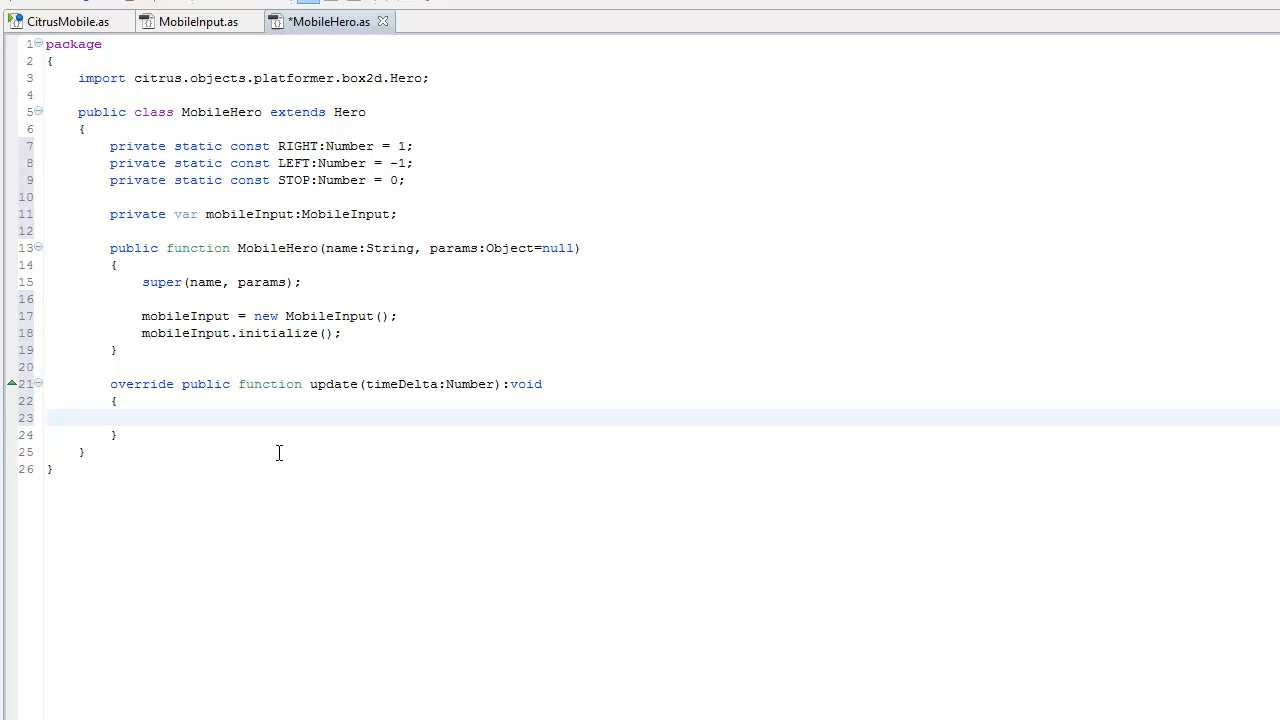 CitrusMobile.as MobileInput.as *MobileHero.as
1 package
2 {
3 import citrus.objects.platformer.box2d.Hero;
4
5 public class MobileHero extends Hero
6 {
7 private static const RIGHT:Number = 1;
8 private static const LEFT:Number = -1;
9 private static const STOP:Number = 0;
10
11 private var mobileInput:MobileInput;
12
13 public function MobileHero(name:String, params:Object=null)
14 {
15 super(name, params);
16
17 mobileInput = new MobileInput();
18 mobileInput.initialize();
19 }
20
21 override public function update(timeDelta:Number):void
22 {
23
24 }
25 }
26 }